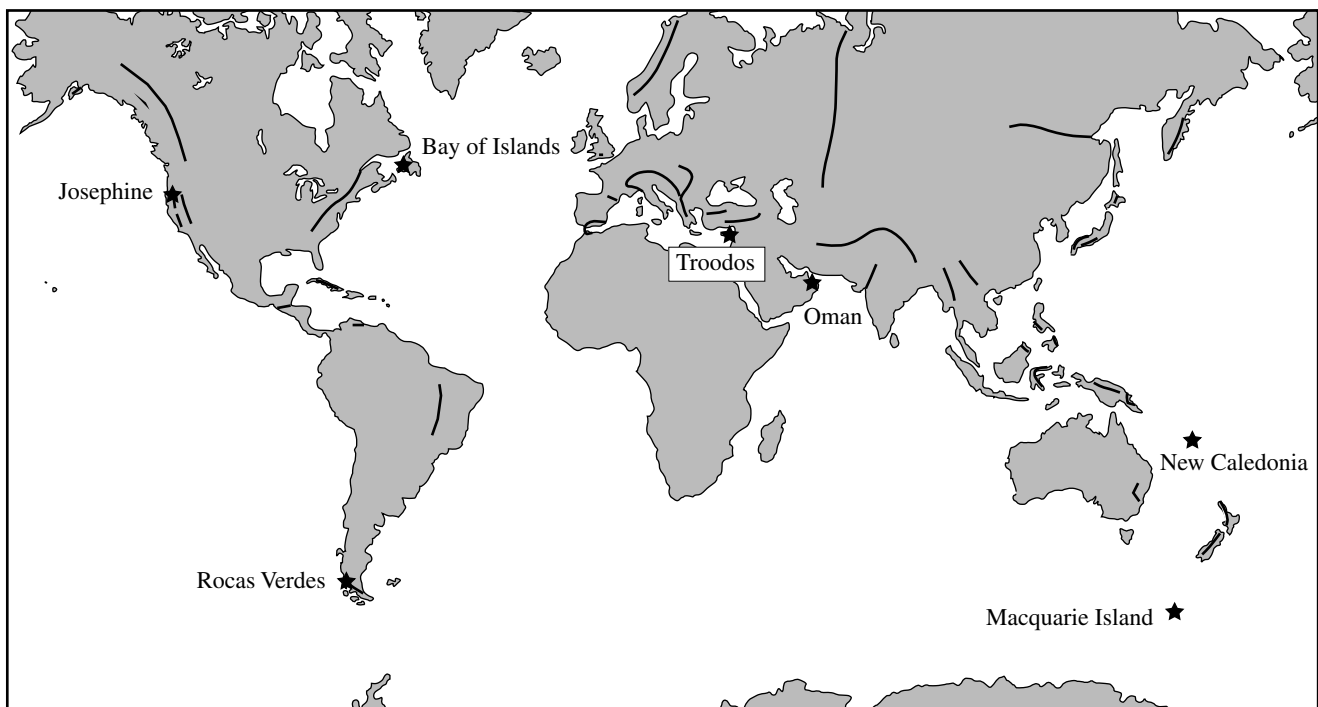 Bay of Islands
Josephine
Troodos
Oman
New Caledonia
Rocas Verdes
Macquarie Island